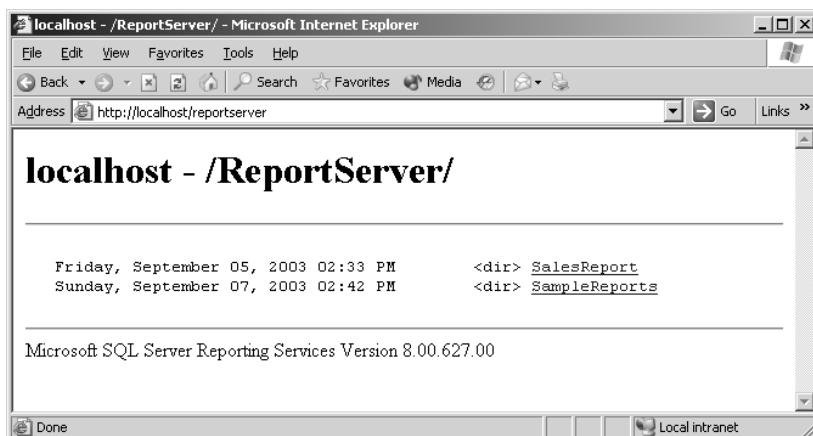 localhost - /ReportServer/ - Microsoft Internet Explorer
File Edit View Favorites Tools Help
Back Search Favorites Media
Address http://localhost/reportserver Go Links »
localhost - /ReportServer/
Friday, September 05, 2003 02:33 PM <dir> SalesReport
Sunday, September 07, 2003 02:42 PM <dir> SampleReports
Microsoft SQL Server Reporting Services Version 8.00.627.00
Done Local intranet